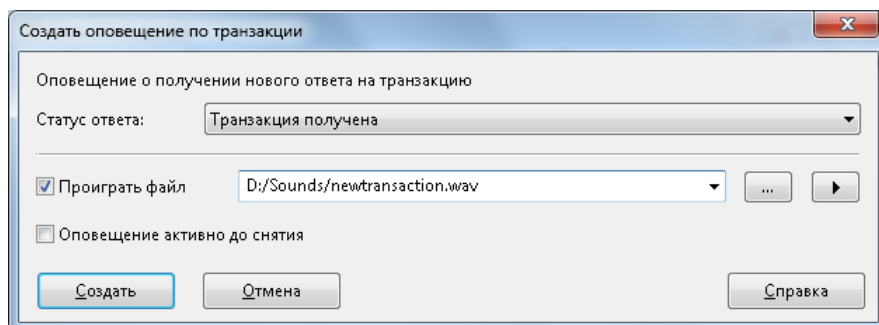 Создать оповещение по транзакции
Оповещение о получении нового ответа на транзакцию
Статус ответа: Транзакция получена
Проиграть файл D:/Sounds/newtransaction.wav ...
Оповещение активно до снятия
Создать Отмена Справка